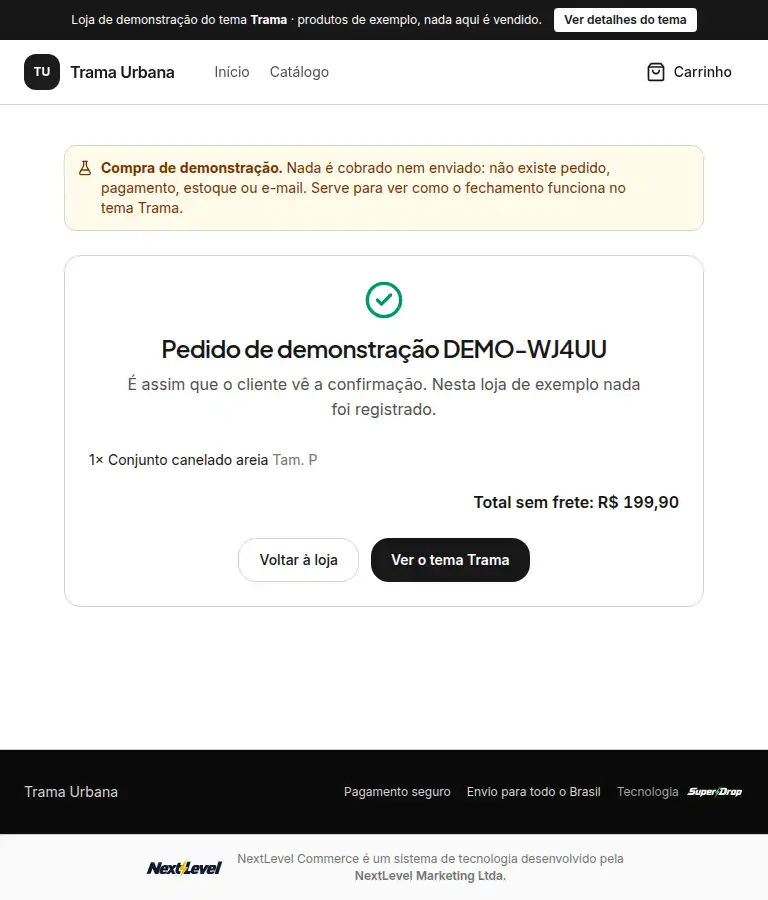 Loja de demonstração do tema Trama · produtos de exemplo, nada aqui é vendido. Ver detalhes do tema
TU Trama Urbana Início Catálogo Carrinho
Compra de demonstração. Nada é cobrado nem enviado: não existe pedido,
pagamento, estoque ou e-mail. Serve para ver como o fechamento funciona no
tema Trama.
Pedido de demonstração DEMO-WJ4UU
É assim que o cliente vê a confirmação. Nesta loja de exemplo nada
foi registrado.
1× Conjunto canelado areia Tam. P
Total sem frete: R$ 199,90
Voltar à loja Ver o tema Trama
Trama Urbana Pagamento seguro Envio para todo o Brasil Tecnologia Super Drop
NextLevel NextLevel Commerce é um sistema de tecnologia desenvolvido pela
NextLevel Marketing Ltda.